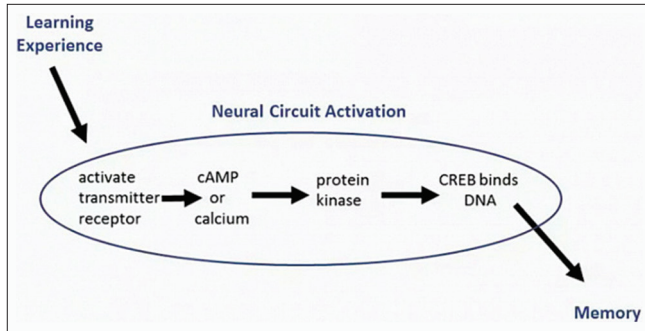 Learning
Experience
Neural Circuit Activation
activate
transmitter
receptor
cAMP
or
calcium
protein
kinase
CREB binds
DNA
Memory